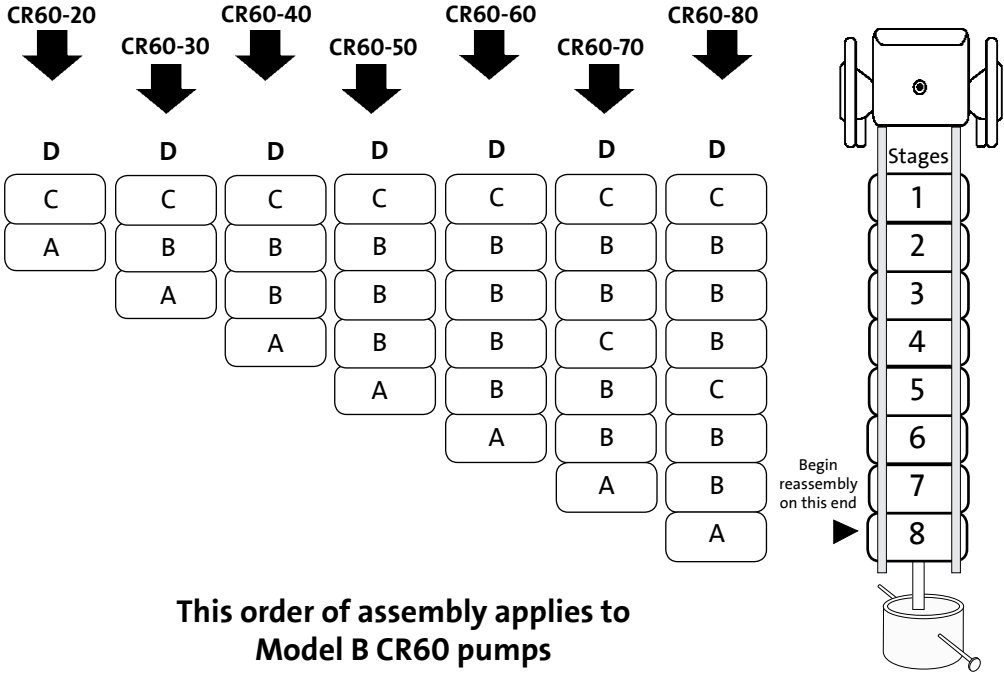 CR60-20 CR60-40 CR60-60 CR60-80
CR60-30 CR60-50 CR60-70
D D D D D D D
Stages
C C C C C C C 1
A B B B B B B 2
A B B B B B 3
A B B C B 4
A B B C 5
A B B 6
Begin
reassembly
on this end
A B 7
A 8
This order of assembly applies to
Model B CR60 pumps